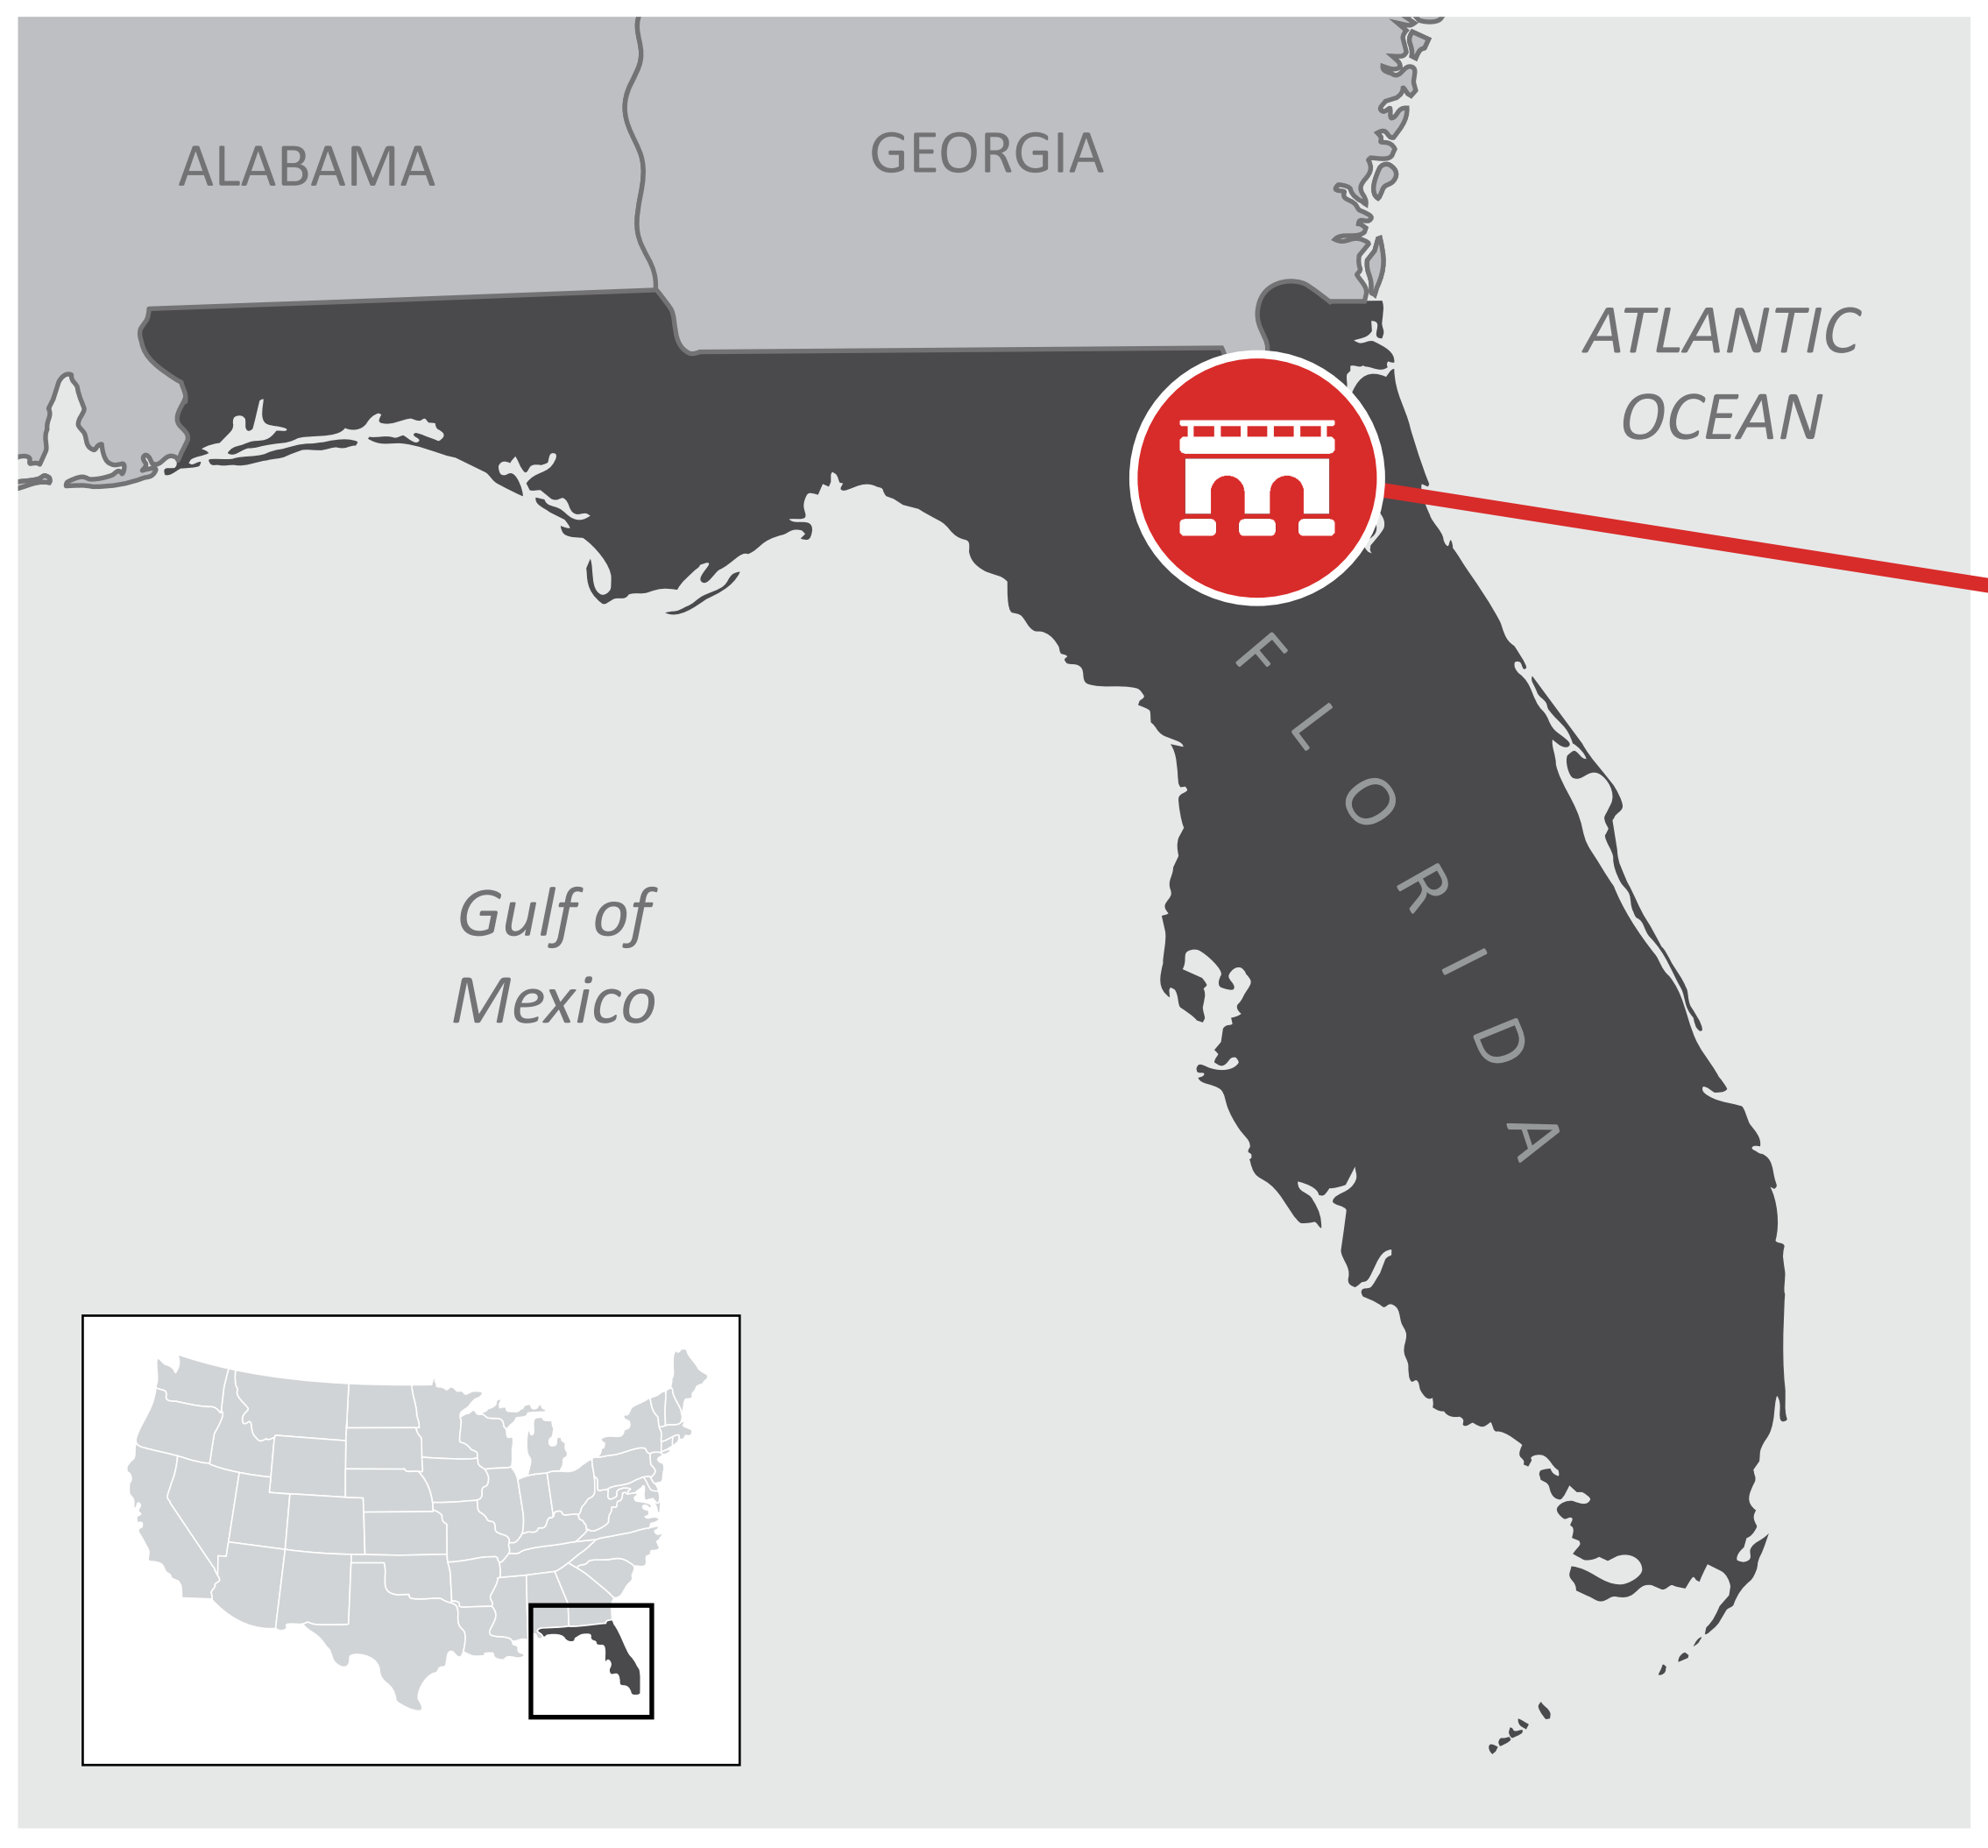 ALABAMA
GEORGIA
ATLANTIC
OCEAN
FLORIDA
Gulf of
Mexico